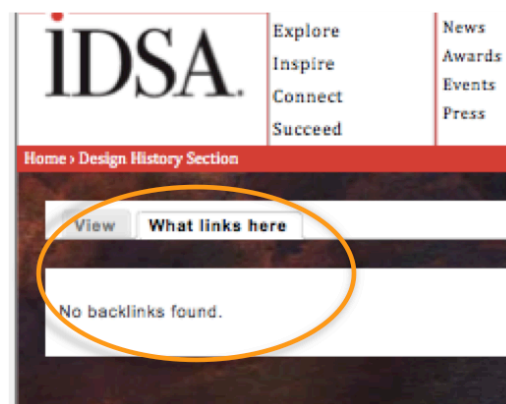 iDSA.
Explore
Inspire
Connect
Succeed
News
Awards
Events
Press
Home › Design History Section
View
What links here
No backlinks found.